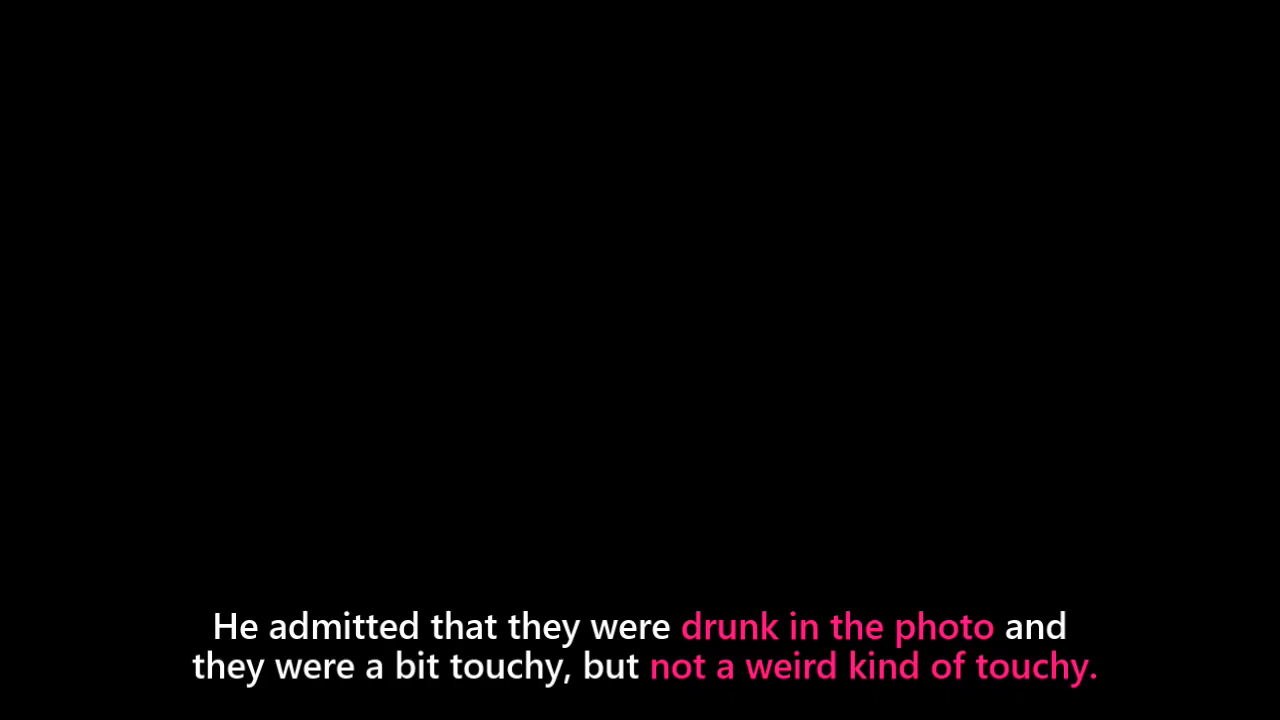 He admitted that they were drunk in the photo and
they were a bit touchy, but not a weird kind of touchy.